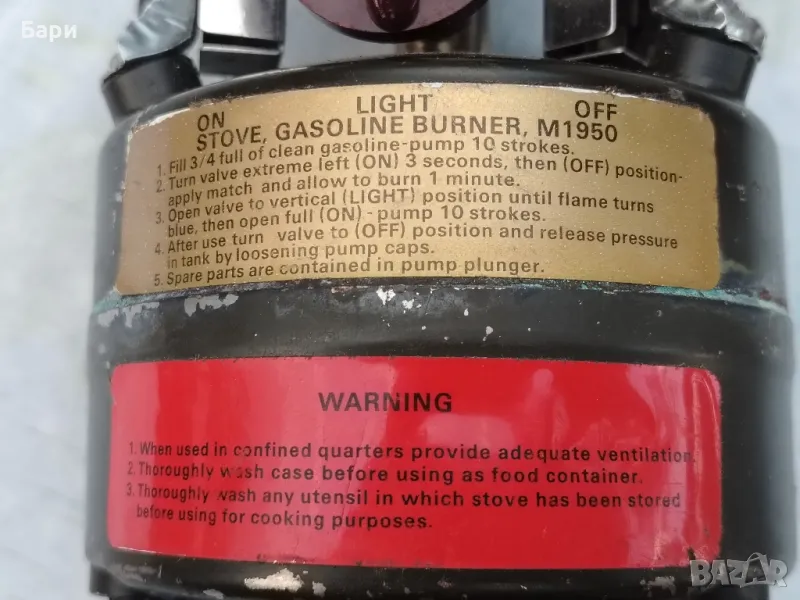 Бари
ON LIGHT OFF
STOVE, GASOLINE BURNER, M1950
1. Fill 3/4 full of clean gasoline-pump 10 strokes.
2. Turn valve extreme left (ON) 3 seconds, then (OFF) position-
apply match and allow to burn 1 minute.
3. Open valve to vertical (LIGHT) position until flame turns
blue, then open full (ON) - pump 10 strokes.
4. After use turn valve to (OFF) position and release pressure
in tank by loosening pump caps.
5. Spare parts are contained in pump plunger.
WARNING
1. When used in confined quarters provide adequate ventilation.
2. Thoroughly wash case before using as food container.
3. Thoroughly wash any utensil in which stove has been stored
before using for cooking purposes.
BAZAR